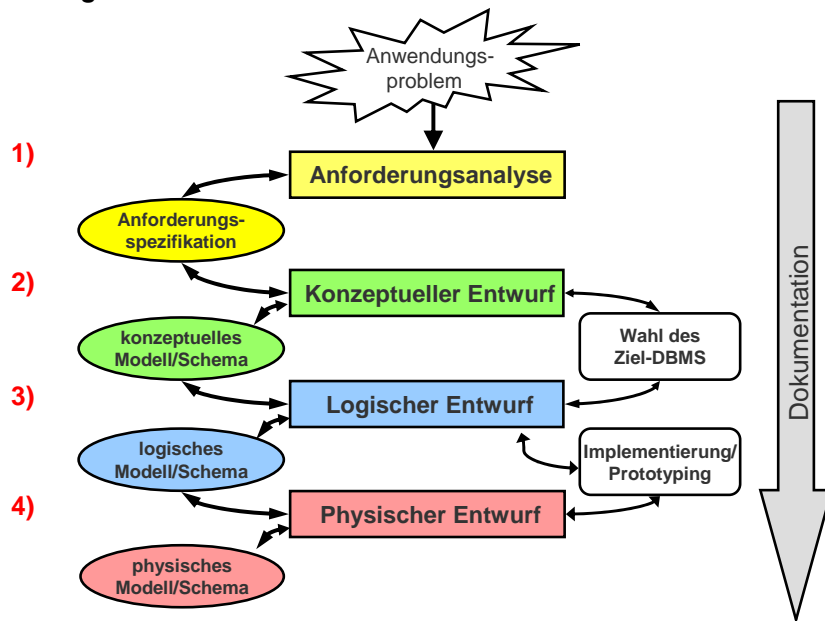 Anwendungs-
problem
1)
Anforderungsanalyse
Anforderungs-
spezifikation
2)
Konzeptueller Entwurf
konzeptuelles
Modell/Schema
Wahl des
Ziel-DBMS
3)
Logischer Entwurf
logisches
Modell/Schema
Implementierung/
Prototyping
4)
Physischer Entwurf
physisches
Modell/Schema
Dokumentation